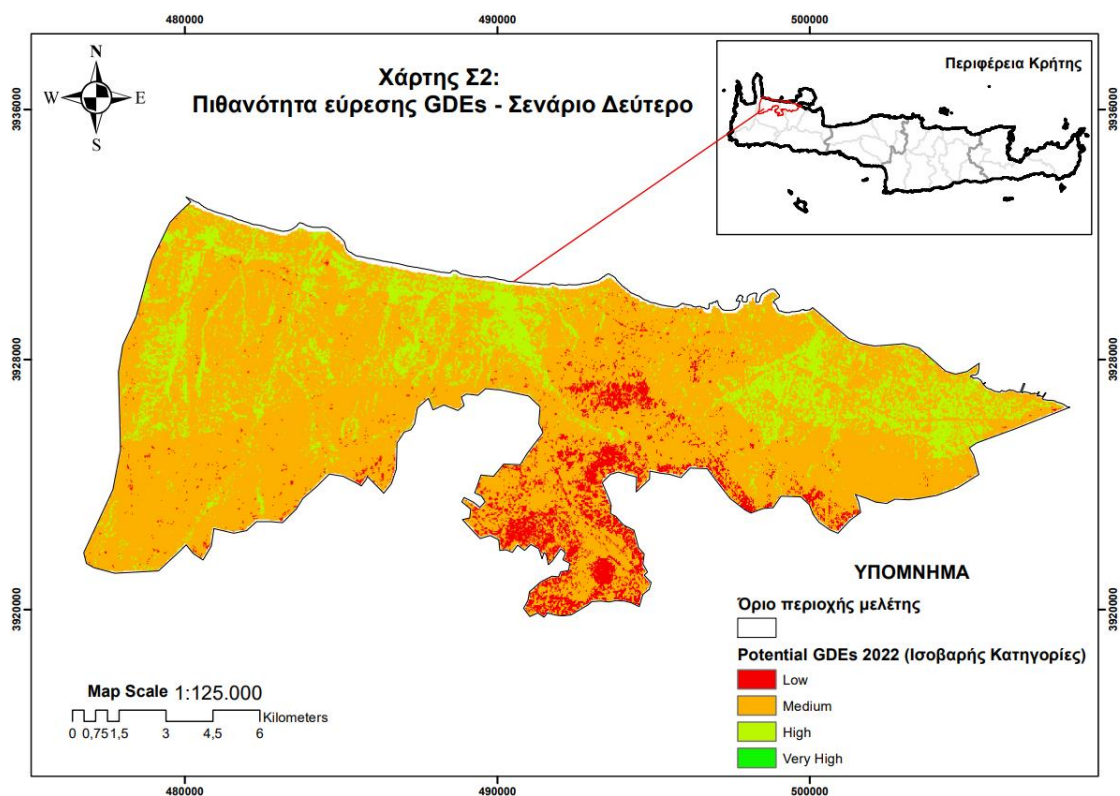 480000
490000
500000
3936000
3936000
N
W
E
S
Χάρτης Σ2:
Πιθανότητα εύρεσης GDEs - Σενάριο Δεύτερο
Περιφέρεια Κρήτης
3928000
3928000
3920000
3920000
ΥΠΟΜΝΗΜΑ
Όριο περιοχής μελέτης
Potential GDEs 2022 (Ισοβαρής Κατηγορίες)
Low
Medium
High
Very High
Map Scale 1:125.000
Kilometers
0 0,75 1,5 3 4,5 6
480000
490000
500000